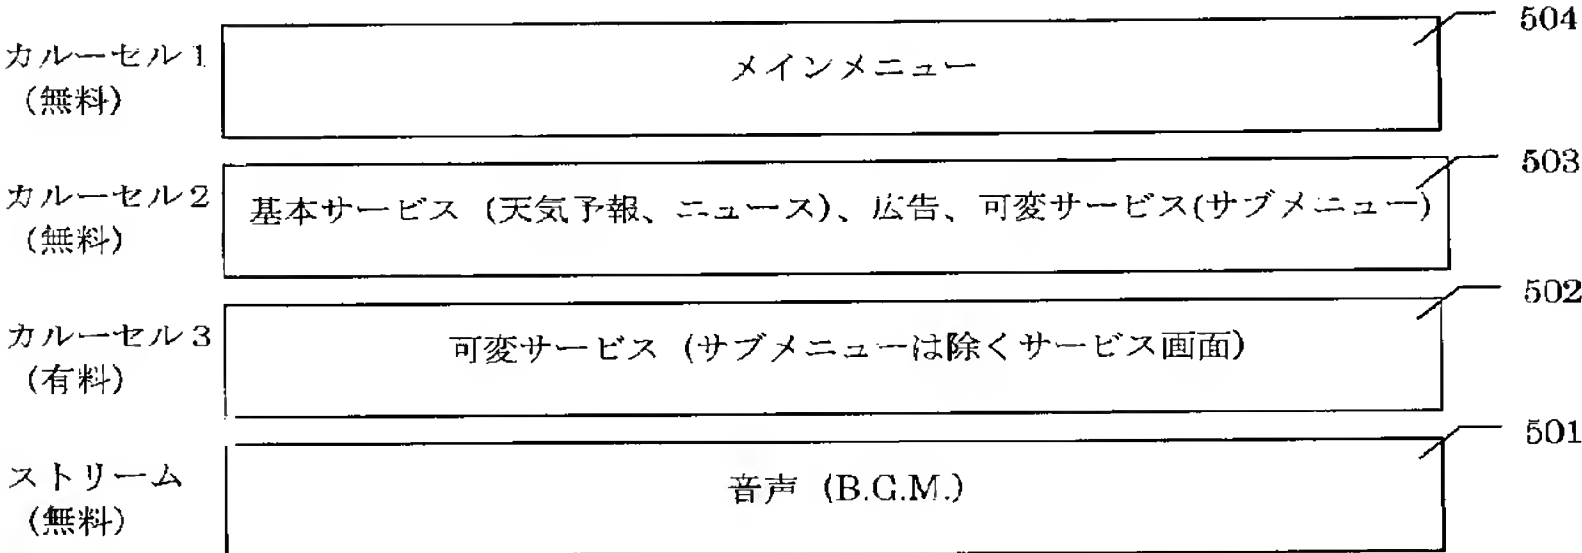 504
カルーセル1
(無料)
メインメニュー
503
カルーセル2
(無料)
基本サービス (天気予報、ニュース)、広告、可変サービス(サブメニュー)
502
カルーセル3
(有料)
可変サービス (サブメニューは除くサービス画面)
501
ストリーム
(無料)
音声 (B.G.M.)